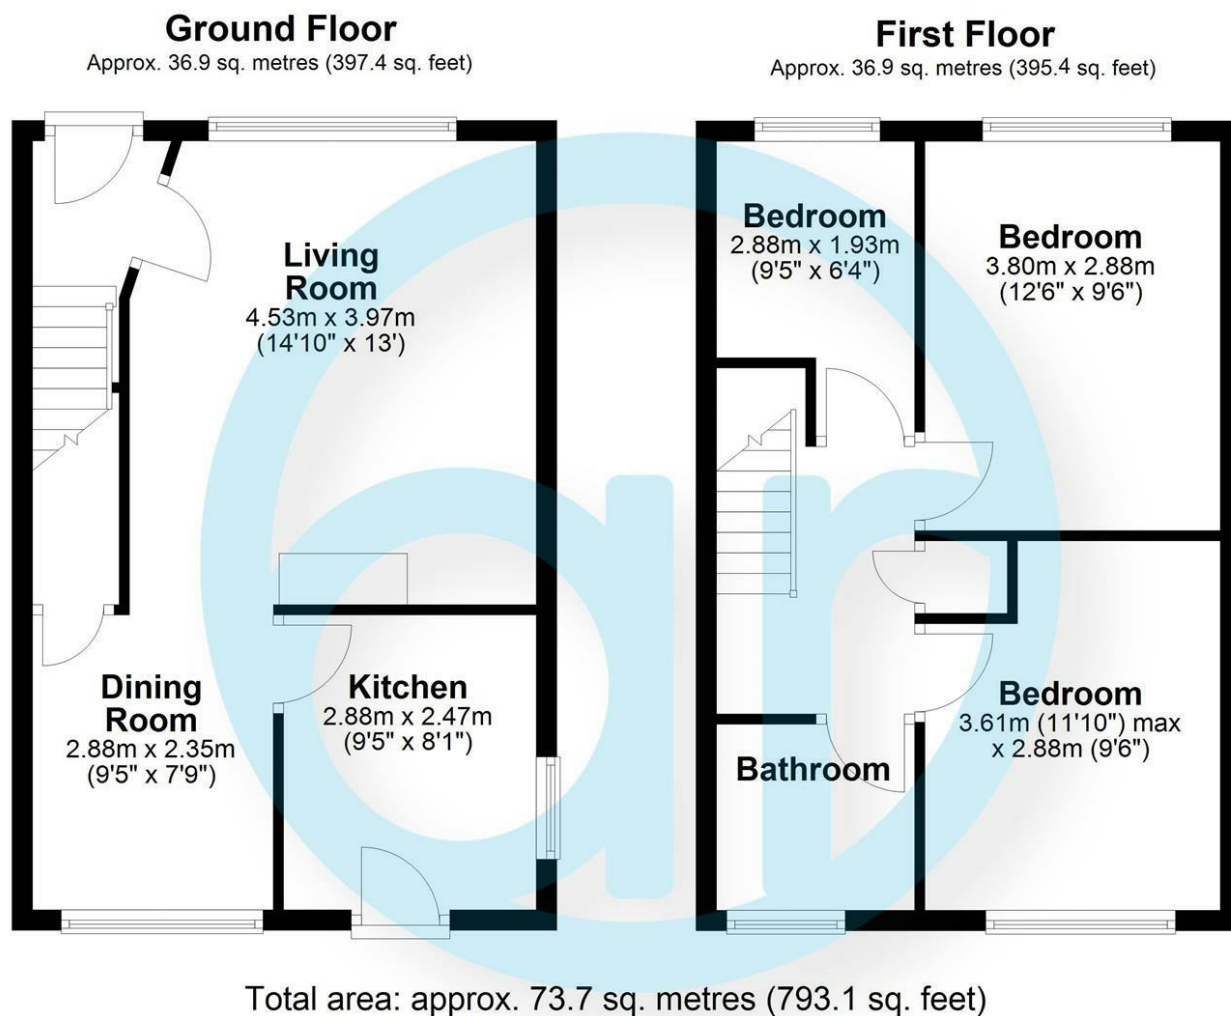 Ground Floor
Approx. 36.9 sq. metres (397.4 sq. feet)
Living
Room
4.53m x 3.97m
(14'10" x 13')
Dining
Room
2.88m x 2.35m
(9'5" x 7'9")
Kitchen
2.88m x 2.47m
(9'5" x 8'1")
First Floor
Approx. 36.9 sq. metres (395.4 sq. feet)
Bedroom
2.88m x 1.93m
(9'5" x 6'4")
Bedroom
3.80m x 2.88m
(12'6" x 9'6")
Bedroom
3.61m (11'10") max
x 2.88m (9'6")
Bathroom
ar
Total area: approx. 73.7 sq. metres (793.1 sq. feet)